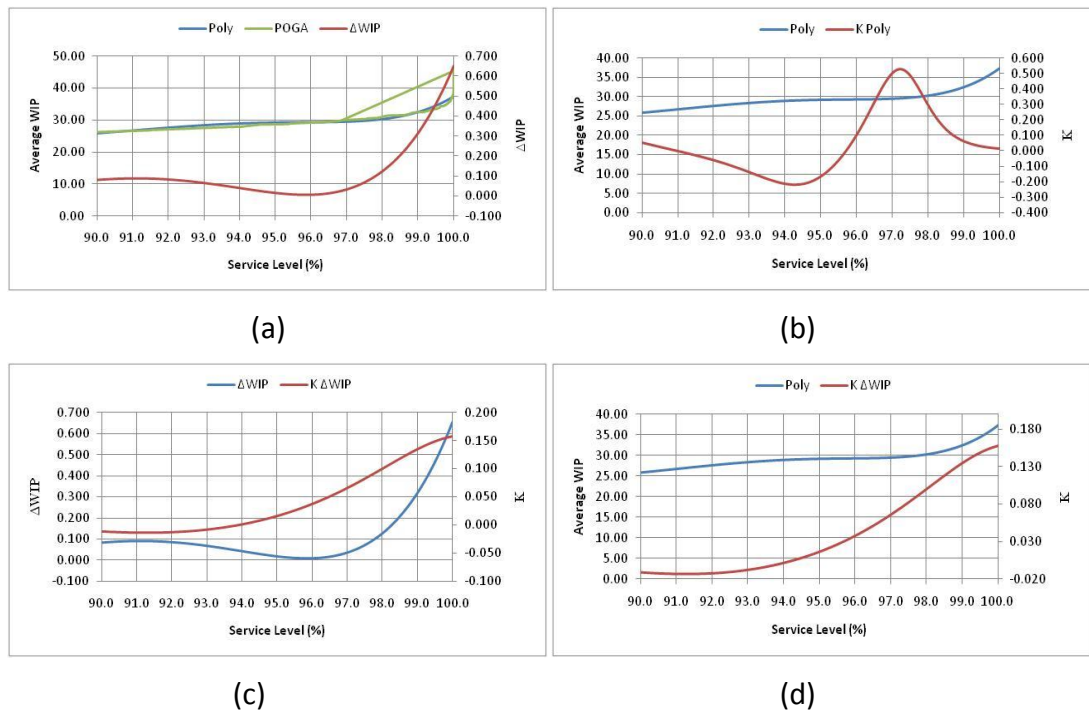 Poly POGA ΔWIP
50.00
40.00
30.00
20.00
10.00
0.00
Average WIP
0.700
0.600
0.500
0.400
0.300
0.200
0.100
0.000
-0.100
ΔWIP
90.0 91.0 92.0 93.0 94.0 95.0 96.0 97.0 98.0 99.0 100.0
Service Level (%)
(a)
Poly K Poly
40.00
35.00
30.00
25.00
20.00
15.00
10.00
5.00
0.00
Average WIP
0.600
0.500
0.400
0.300
0.200
0.100
0.000
-0.100
-0.200
-0.300
-0.400
K
90.0 91.0 92.0 93.0 94.0 95.0 96.0 97.0 98.0 99.0 100.0
Service Level (%)
(b)
ΔWIP K ΔWIP
0.700
0.600
0.500
0.400
0.300
0.200
0.100
0.000
-0.100
ΔWIP
0.200
0.150
0.100
0.050
0.000
-0.050
-0.100
K
90.0 91.0 92.0 93.0 94.0 95.0 96.0 97.0 98.0 99.0 100.0
Service Level (%)
(c)
Poly K ΔWIP
40.00
35.00
30.00
25.00
20.00
15.00
10.00
5.00
0.00
Average WIP
0.180
0.130
0.080
0.030
-0.020
K
90.0 91.0 92.0 93.0 94.0 95.0 96.0 97.0 98.0 99.0 100.0
Service Level (%)
(d)